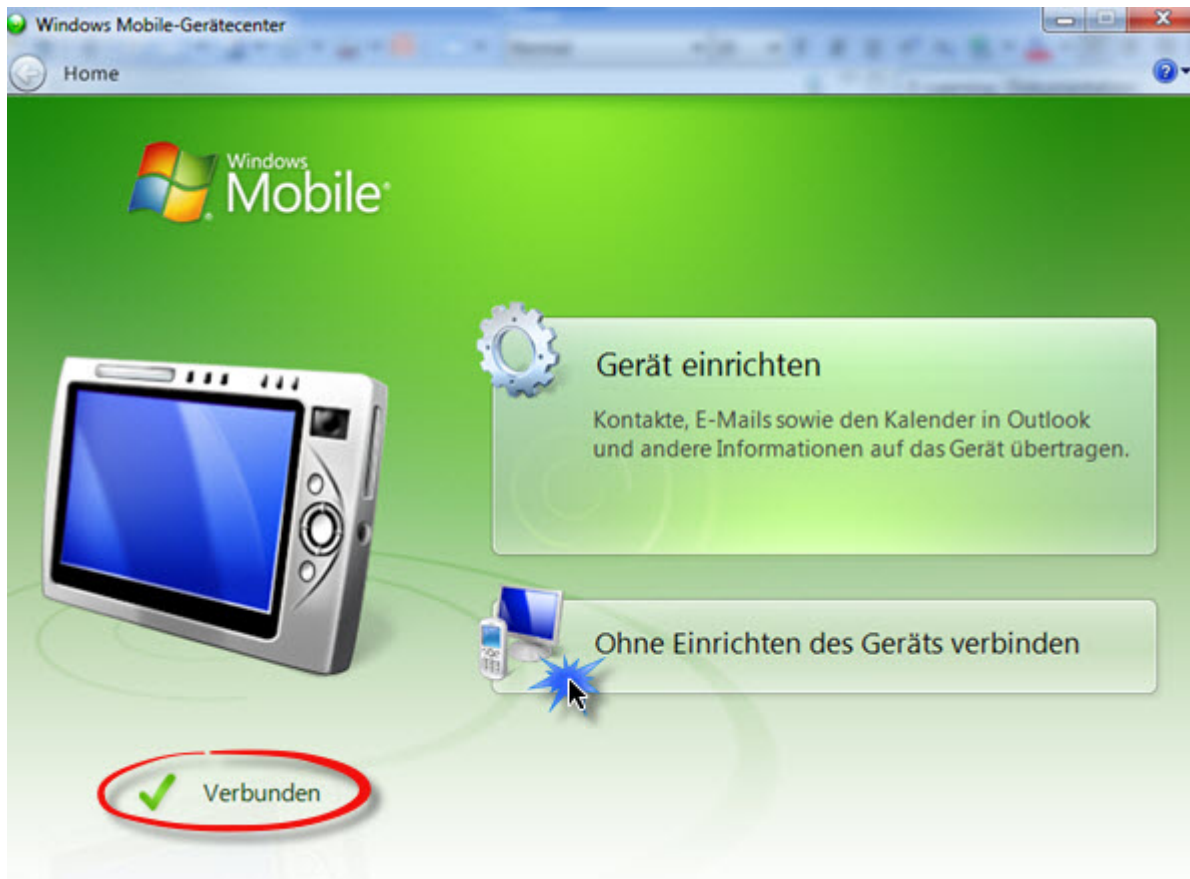 Windows Mobile-Gerätecenter
Home
Windows
Mobile
Gerät einrichten
Kontakte, E-Mails sowie den Kalender in Outlook
und andere Informationen auf das Gerät übertragen.
Ohne Einrichten des Geräts verbinden
Verbunden